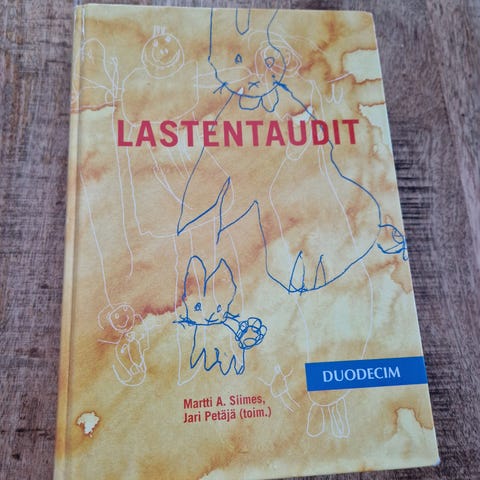 LASTENTAUDIT
DUODECIM
Martti A. Siimes,
Jari Petäjä (toim.)